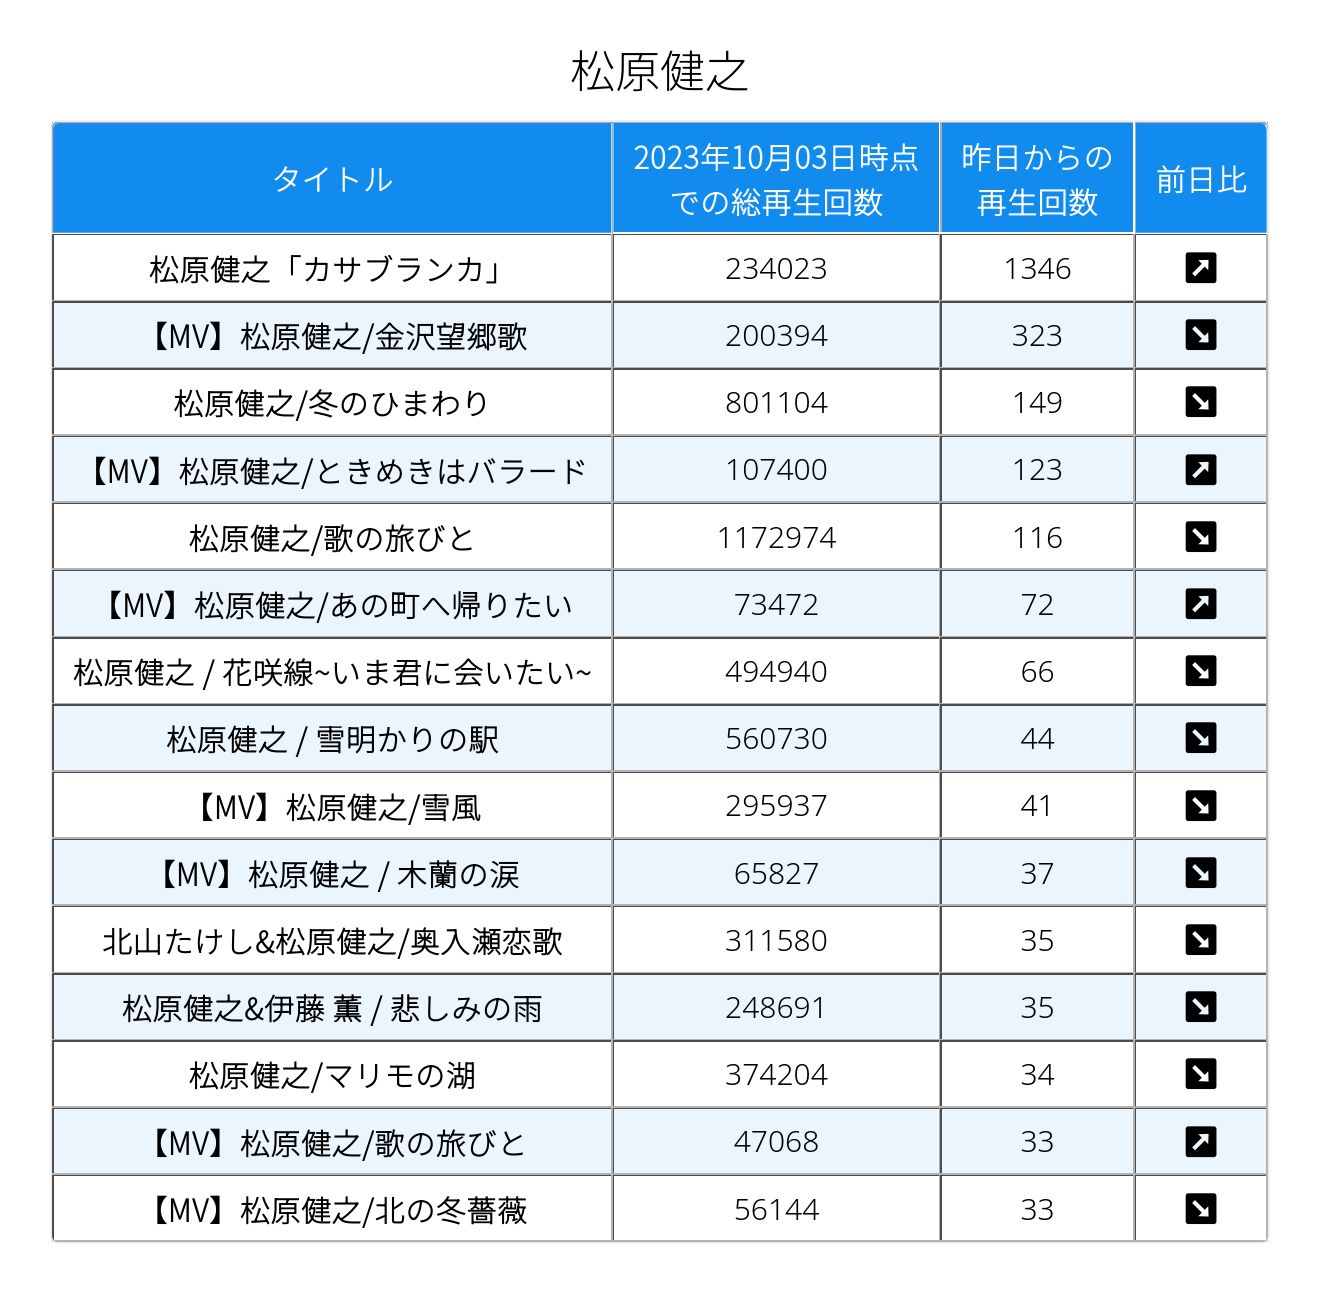 松原健之
タイトル
2023年10月03日時点
での総再生回数
昨日からの
再生回数
前日比
松原健之「カサブランカ」 234023 1346
【MV】松原健之/金沢望郷歌 200394 323
松原健之/冬のひまわり 801104 149
【MV】松原健之/ときめきはバラード 107400 123
松原健之/歌の旅びと 1172974 116
【MV】松原健之/あの町へ帰りたい 73472 72
松原健之 / 花咲線~いま君に会いたい~ 494940 66
松原健之 / 雪明かりの駅 560730 44
【MV】松原健之/雪風 295937 41
【MV】松原健之 / 木蘭の涙 65827 37
北山たけし&松原健之/奥入瀬恋歌 311580 35
松原健之&伊藤 薫 / 悲しみの雨 248691 35
松原健之/マリモの湖 374204 34
【MV】松原健之/歌の旅びと 47068 33
【MV】松原健之/北の冬薔薇 56144 33